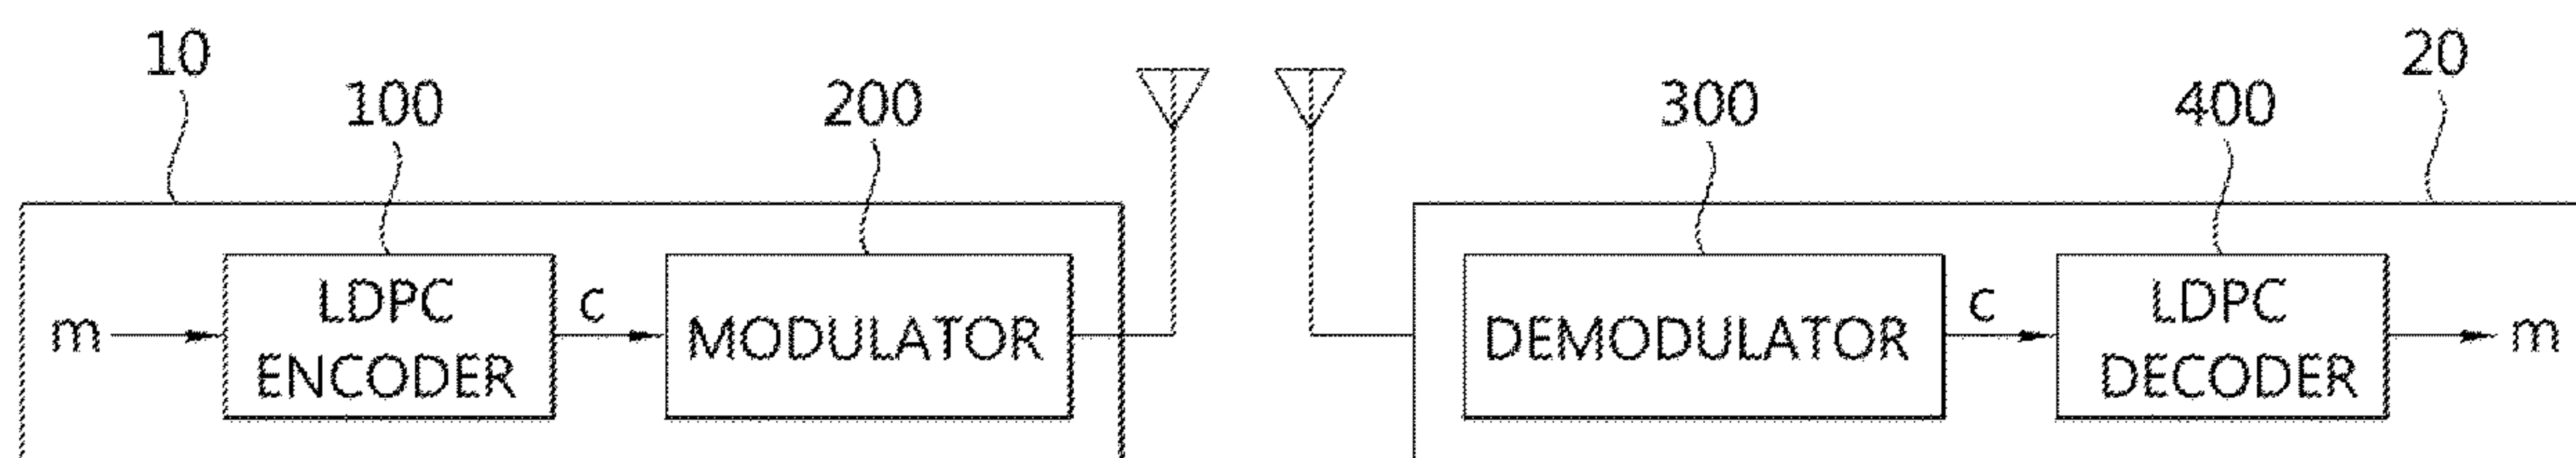 10
20
100
200
300
400
m
LDPC
ENCODER
c
MODULATOR
DEMODULATOR
c
LDPC
DECODER
m